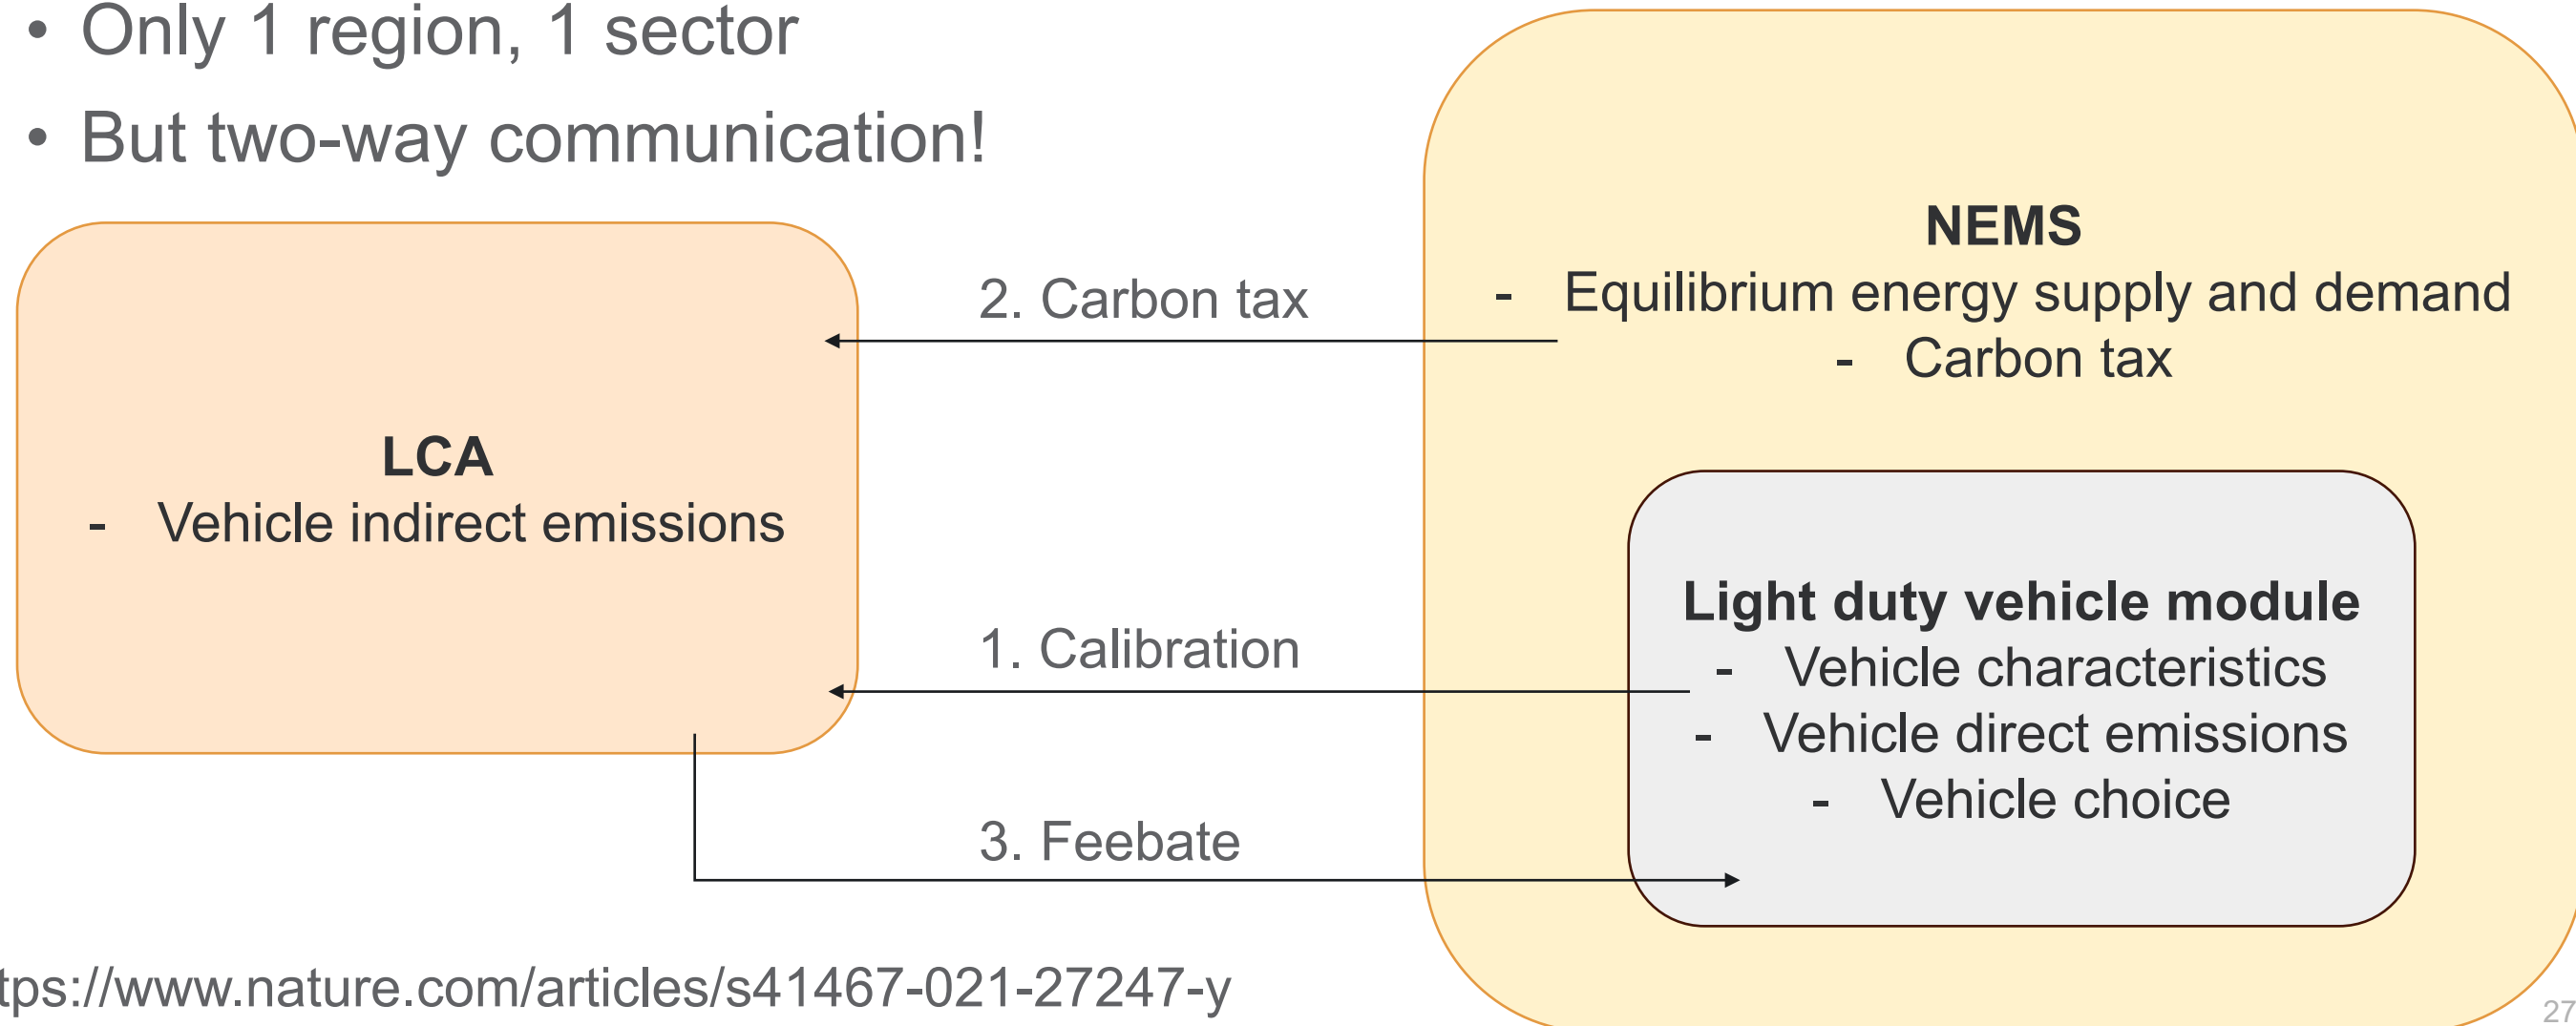 • Only 1 region, 1 sector
• But two-way communication!
NEMS
- Equilibrium energy supply and demand
- Carbon tax
2. Carbon tax
LCA
- Vehicle indirect emissions
Light duty vehicle module
- Vehicle characteristics
- Vehicle direct emissions
- Vehicle choice
1. Calibration
3. Feebate
tps://www.nature.com/articles/s41467-021-27247-y
27